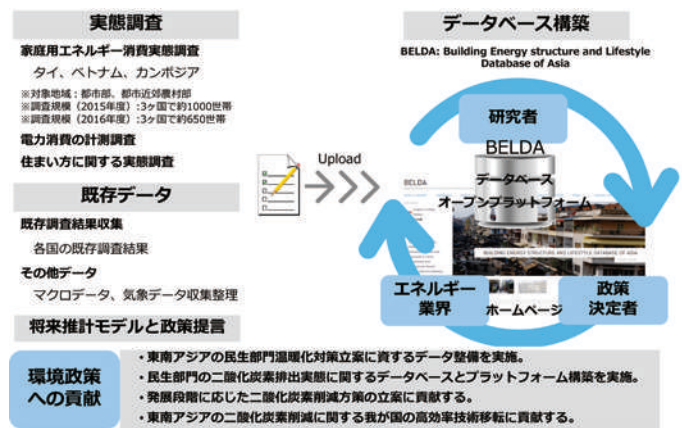 実態調査
家庭用エネルギー消費実態調査
タイ、ベトナム、カンボジア
※対象地域：都市部、都市近郊農村部
※調査規模（2015年度）:3ヶ国で約1000世帯
※調査規模（2016年度）:3ヶ国で約650世帯
電力消費の計測調査
住まい方に関する実態調査
既存データ
既存調査結果収集
各国の既存調査結果
その他データ
マクロデータ、気象データ収集整理
将来推計モデルと政策提言
Upload
データベース構築
BELDA: Building Energy structure and Lifestyle
Database of Asia
研究者
BELDA
BELDA
データベース
オープンプラットフォーム
BUILDING ENERGY STRUCTURE AND LIFESTYLE DATABASE OF ASIA
エネルギー
業界
ホームページ
政策
決定者
環境政策
への貢献
・東南アジアの民生部門温暖化対策立案に資するデータ整備を実施。
・民生部門の二酸化炭素排出実態に関するデータベースとプラットフォーム構築を実施。
・発展段階に応じた二酸化炭素削減方策の立案に貢献する。
・東南アジアの二酸化炭素削減に関する我が国の高効率技術移転に貢献する。